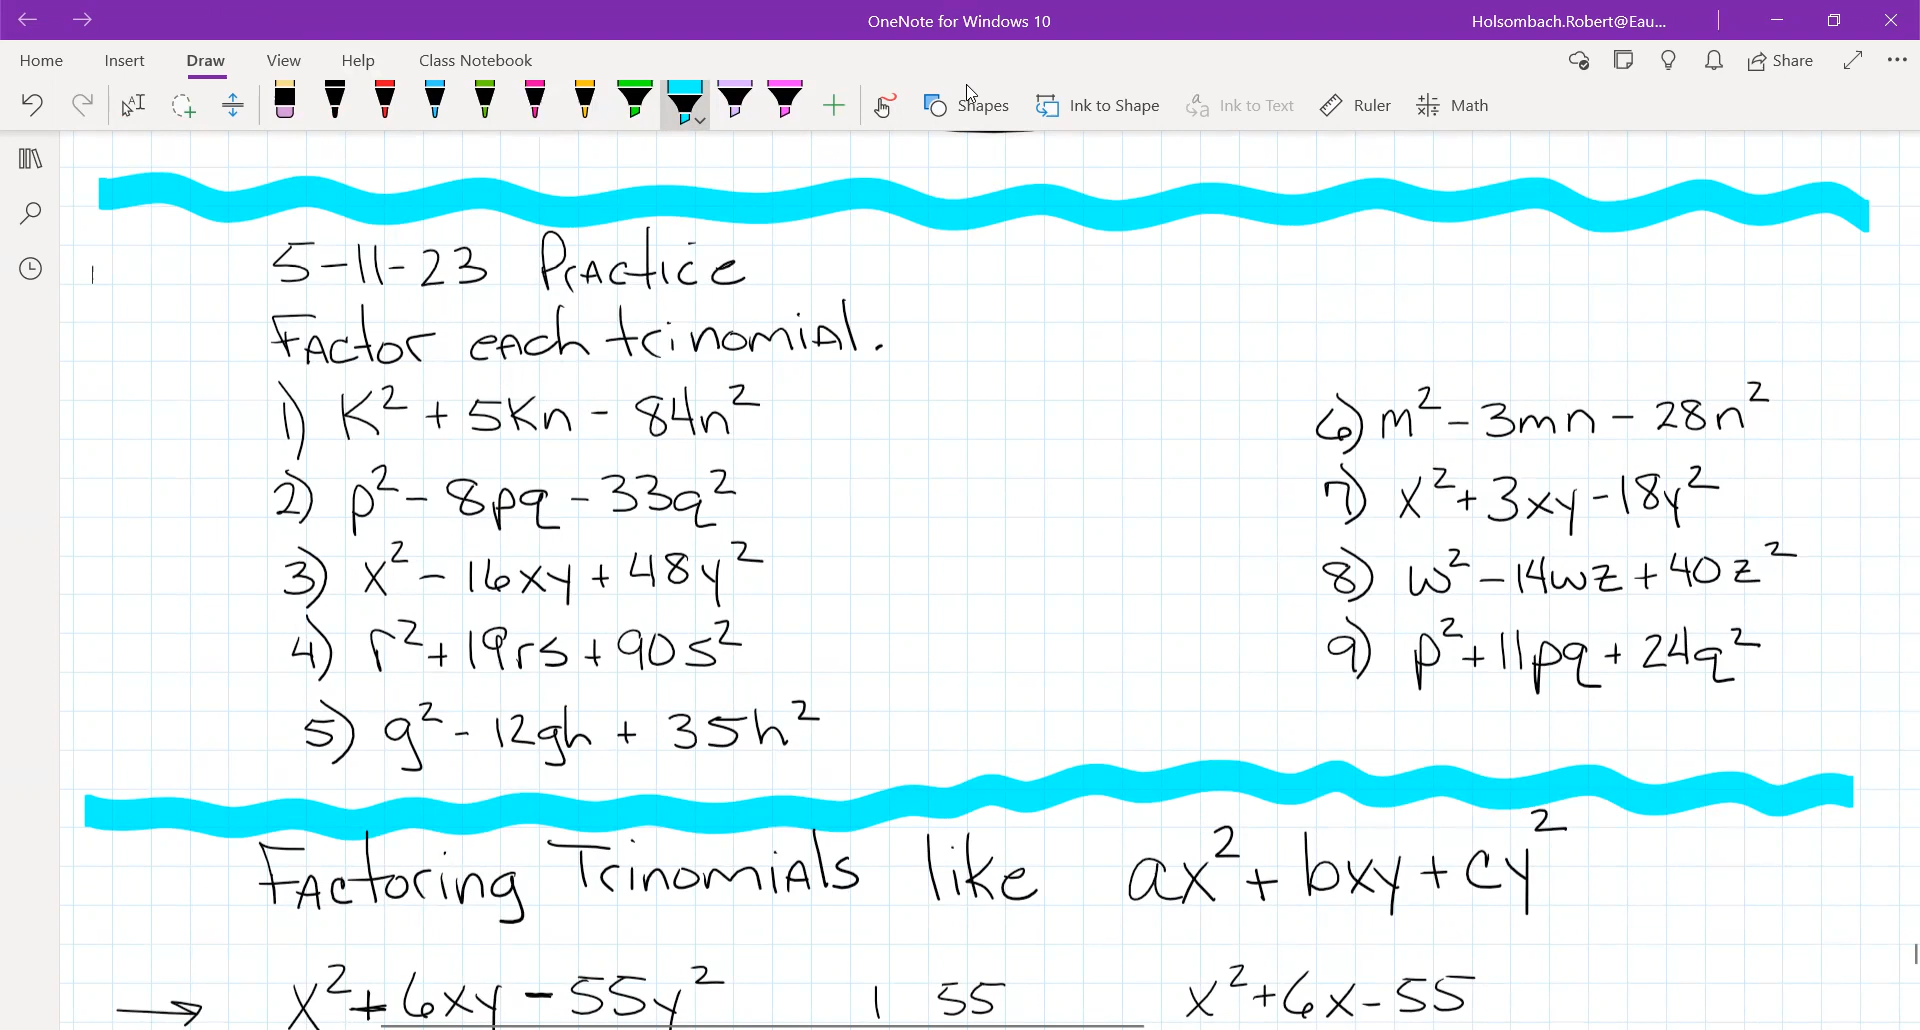 OneNote for Windows 10
Holsombach.Robert@Eau...
Home Insert Draw View Help Class Notebook
Share
Shapes Ink to Shape Ink to Text Ruler Math
5-11-23 Practice
Factor each trinomial.
1) K² + 5Kn - 84n²
2) p² - 8pq - 33q²
3) x² - 16xy + 48y²
4) r² + 19rs + 90s²
5) g² - 12gh + 35h²
6) m² - 3mn - 28n²
7) x² + 3xy - 18y²
8) w² - 14wz + 40z²
9) p² + 11pq + 24q²
Factoring Trinomials like ax² + bxy + cy²
→ x² + 6xy - 55y² 1 55 x² + 6x - 55